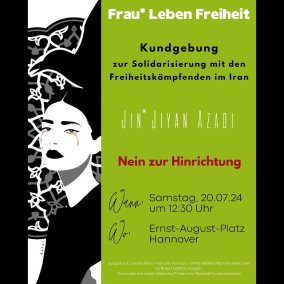 Frau* Leben Freiheit
Kundgebung
zur Solidarisierung mit den
Freiheitskämpfenden im Iran
Jin* Jiyan Azadi
Nein zur Hinrichtung
Wann: Samstag, 20.07.24
um 12:30 Uhr
Wo: Ernst-August-Platz
Hannover